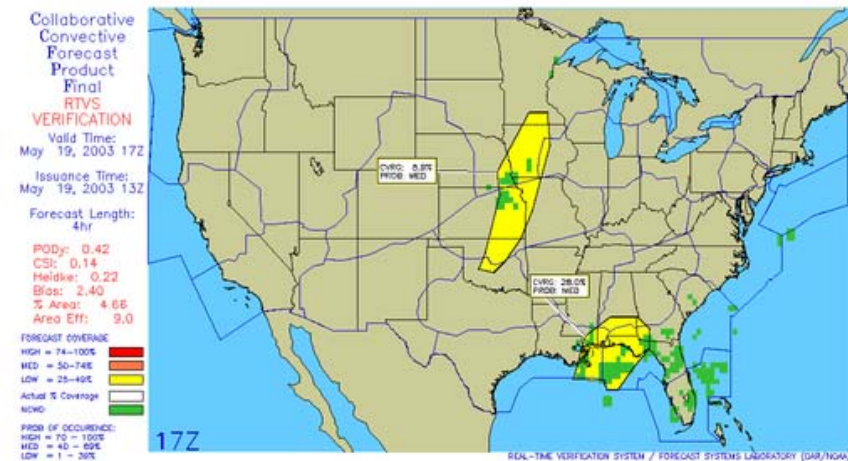 Collaborative
Convective
Forecast
Product
Final
RTVS
VERIFICATION
Valid Time:
May 19, 2003 17Z
Issuance Time:
May 19, 2003 13Z
Forecast Length:
4hr
PODy: 0.42
CSI: 0.14
Heidke: 0.22
Bias: 2.40
% Area: 4.66
Area Eff: 9.0
FORECAST COVERAGE
HIGH = 74-100%
MED = 50-74%
LOW = 25-49%
Actual % Coverage
NCWD
PROB OF OCCURENCE:
HIGH = 70 - 100%
MED = 40 - 69%
LOW = 1 - 39%
CVRG: 8.9%
PROB: MED
CVRG: 28.0%
PROB: MED
17Z
REAL-TIME VERIFICATION SYSTEM / FORECAST SYSTEMS LABORATORY (OAR/NOAA)